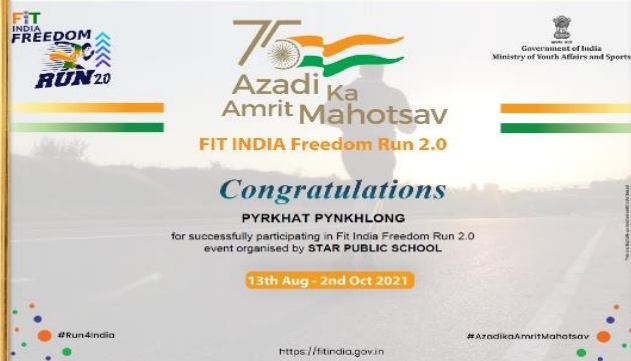 FiT
INDIA
FREEDOM
RUN 2.0
75
Azadi Ka
Amrit Mahotsav
Government of India
Ministry of Youth Affairs and Sports
FIT INDIA Freedom Run 2.0
Congratulations
PYRKHAT PYNKHLONG
for successfully participating in Fit India Freedom Run 2.0
event organised by STAR PUBLIC SCHOOL
13th Aug - 2nd Oct 2021
#Run4India
#AzadikaAmritMahotsav
https://fitindia.gov.in